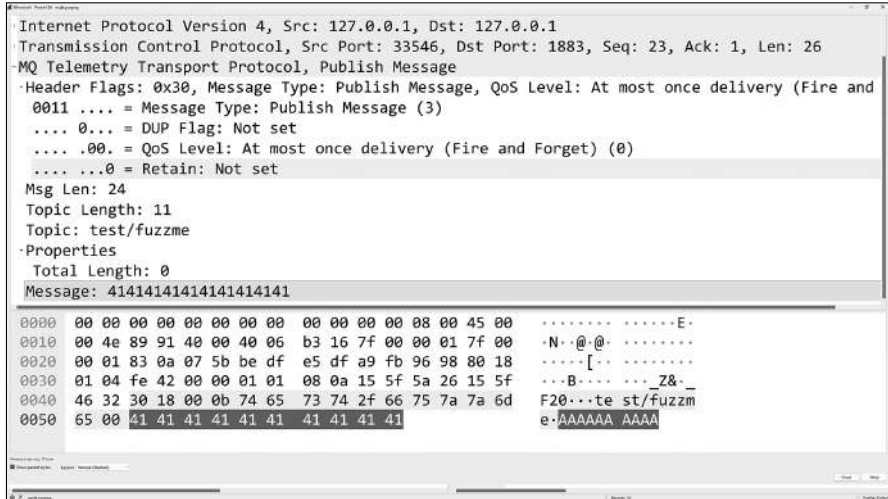 Internet Protocol Version 4, Src: 127.0.0.1, Dst: 127.0.0.1
Transmission Control Protocol, Src Port: 33546, Dst Port: 1883, Seq: 23, Ack: 1, Len: 26
MQ Telemetry Transport Protocol, Publish Message
Header Flags: 0x30, Message Type: Publish Message, QoS Level: At most once delivery (Fire and
0011 .... = Message Type: Publish Message (3)
.... 0... = DUP Flag: Not set
.... .00. = QoS Level: At most once delivery (Fire and Forget) (0)
.... ...0 = Retain: Not set
Msg Len: 24
Topic Length: 11
Topic: test/fuzzme
Properties
Total Length: 0
Message: 41414141414141414141
0000 00 00 00 00 00 00 00 00 00 00 00 00 08 00 45 00 ········ ······E·
0010 00 4e 89 91 40 00 40 06 b3 16 7f 00 00 01 7f 00 ·N··@·@· ········
0020 00 01 83 0a 07 5b be df e5 df a9 fb 96 98 80 18 ·····[·· ········
0030 01 04 fe 42 00 00 01 01 08 0a 15 5f 5a 26 15 5f ···B···· ···_Z&·_
0040 46 32 30 18 00 0b 74 65 73 74 2f 66 75 7a 7a 6d F20···te st/fuzzm
0050 65 00 41 41 41 41 41 41 41 41 41 41 e·AAAAAA AAAA